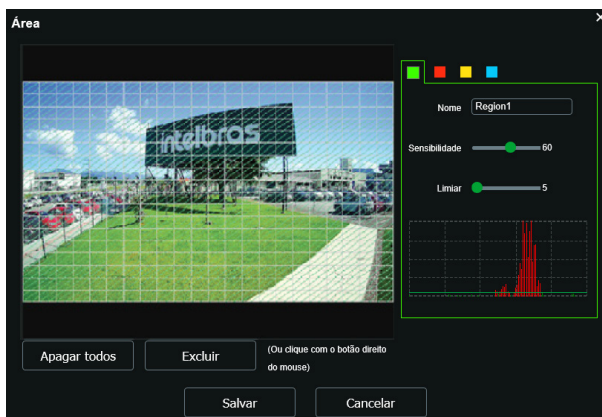 Área
×
intelbras
Nome Region1
Sensibilidade 60
Limiar 5
Apagar todos
Excluir
(Ou clique com o botão direito
do mouse)
Salvar
Cancelar